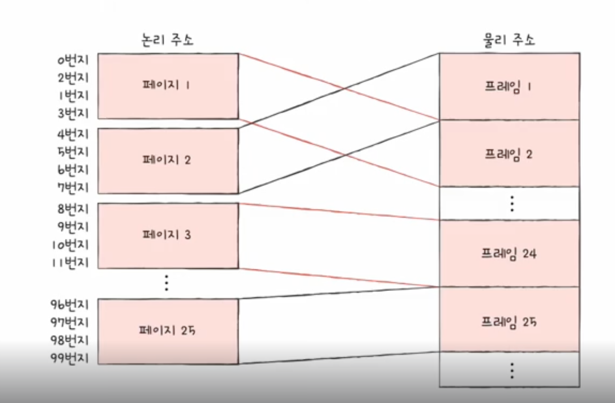 논리 주소
0번지
2번지
1번지
3번지
페이지 1
4번지
5번지
6번지
7번지
페이지 2
8번지
9번지
10번지
11번지
페이지 3
⋮
96번지
97번지
98번지
99번지
페이지 25
물리 주소
프레임 1
프레임 2
⋮
프레임 24
프레임 25
⋮